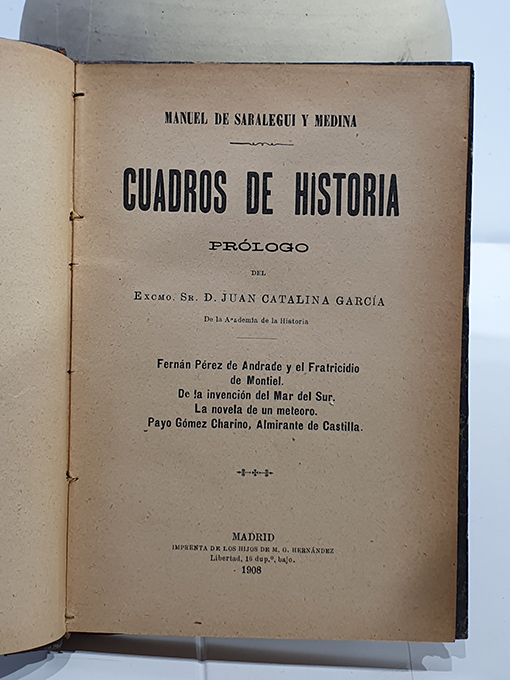 MANUEL DE SARALEGUI Y MEDINA
CUADROS DE HISTORIA
PRÓLOGO
DEL
EXCMO. SR. D. JUAN CATALINA GARCÍA
De la Academia de la Historia
Fernán Pérez de Andrade y el Fratricidio
de Montiel.
De la invención del Mar del Sur.
La novela de un meteoro.
Payo Gómez Charino, Almirante de Castilla.
MADRID
IMPRENTA DE LOS HIJOS DE M. G. HERNÁNDEZ
Libertad, 16 dup.º, bajo.
1908